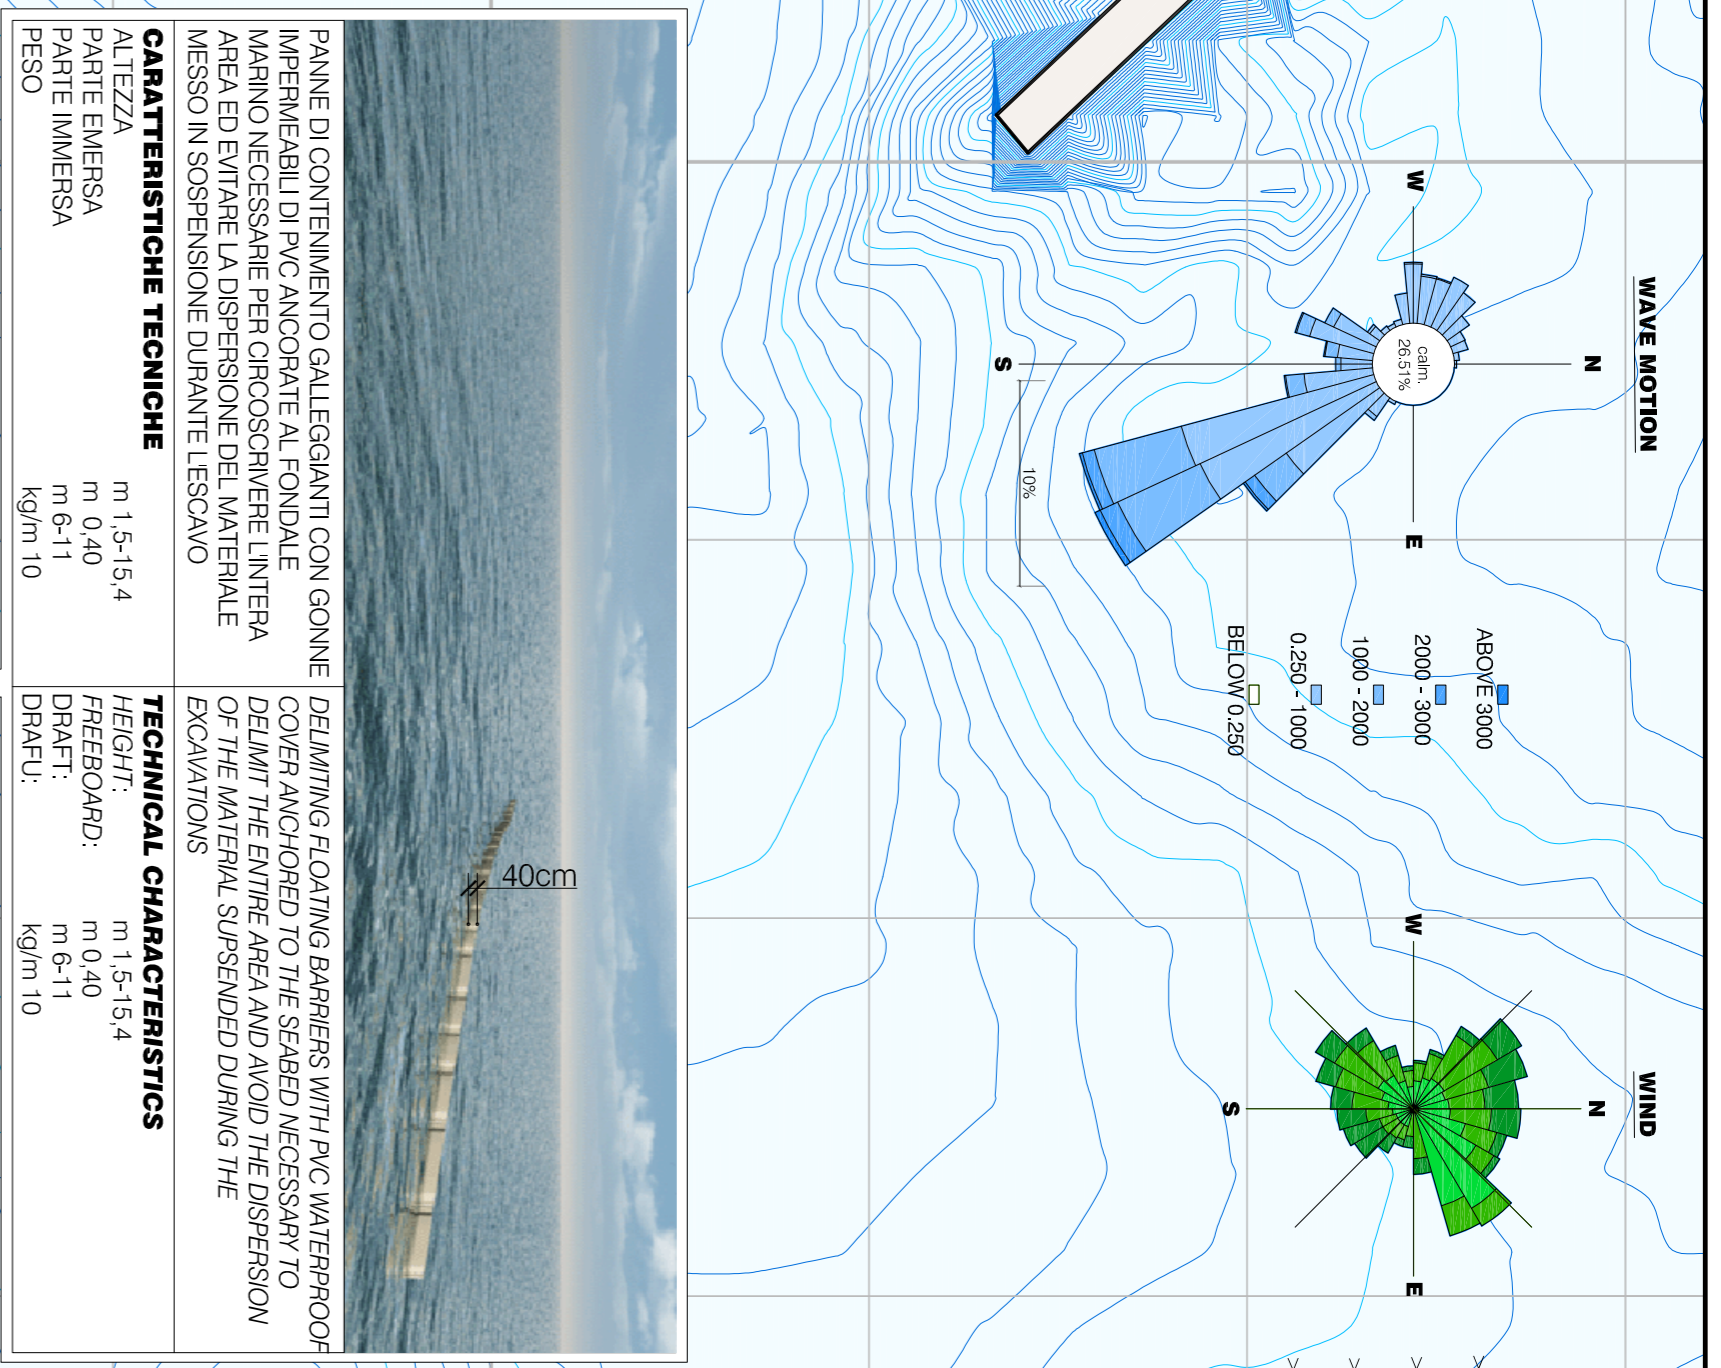 WAVE MOTION
N
W
calm.
26.51%
E
S
10%
ABOVE 3000
2000 - 3000
1000 - 2000
0.250 - 1000
BELOW 0.250
WIND
N
W
E
S
40cm
PANNE DI CONTENIMENTO GALLEGGIANTI CON GONNE
IMPERMEABILI DI PVC ANCORATE AL FONDALE
MARINO NECESSARIE PER CIRCOSCRIVERE L'INTERA
AREA ED EVITARE LA DISPERSIONE DEL MATERIALE
MESSO IN SOSPENSIONE DURANTE L'ESCAVO
DELIMITING FLOATING BARRIERS WITH PVC WATERPROOF
COVER ANCHORED TO THE SEABED NECESSARY TO
DELIMIT THE ENTIRE AREA AND AVOID THE DISPERSION
OF THE MATERIAL SUPSENDED DURING THE
EXCAVATIONS
CARATTERISTICHE TECNICHE
ALTEZZA m 1,5-15,4
PARTE EMERSA m 0,40
PARTE IMMERSA m 6-11
PESO kg/m 10
TECHNICAL CHARACTERISTICS
HEIGHT: m 1,5-15,4
FREEBOARD: m 0,40
DRAFT: m 6-11
DRAFU: kg/m 10